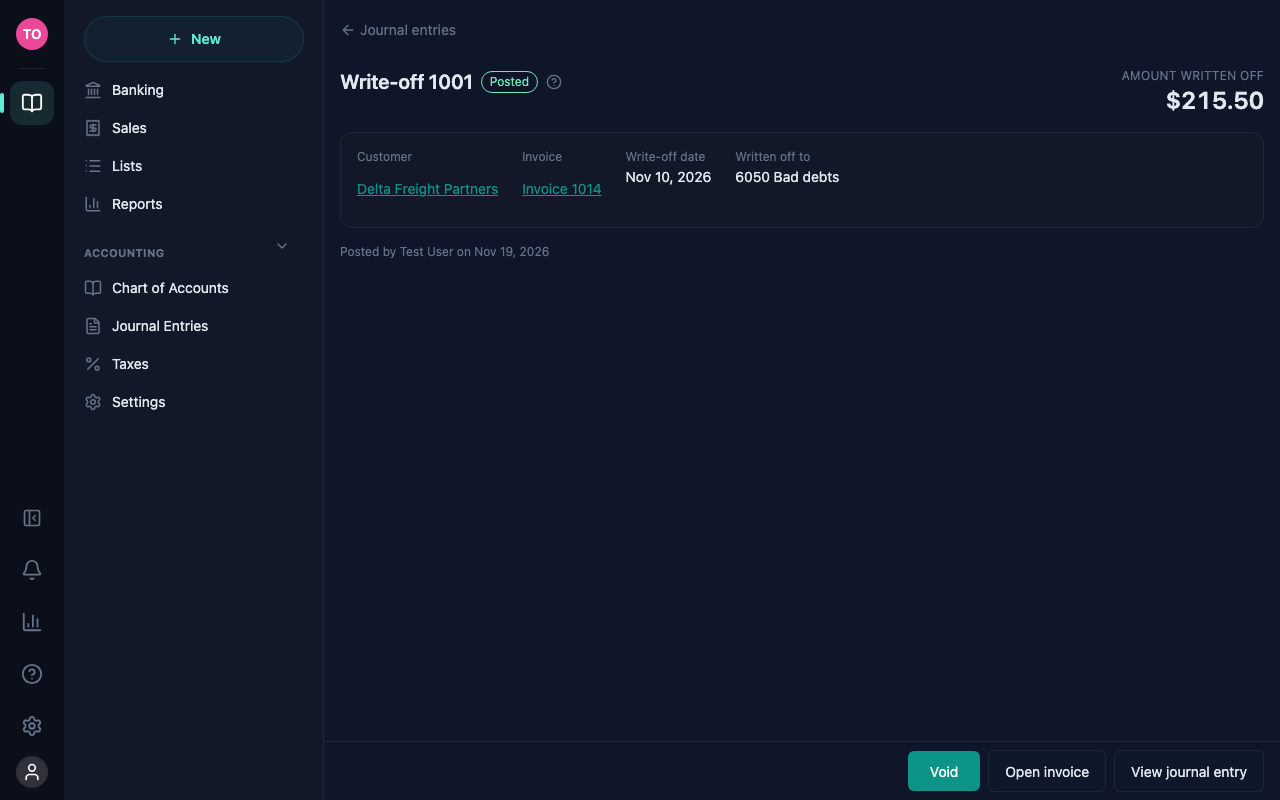 TO
New
Banking
Sales
Lists
Reports
ACCOUNTING
Chart of Accounts
Journal Entries
Taxes
Settings
Journal entries
Write-off 1001 Posted
AMOUNT WRITTEN OFF
$215.50
Customer Invoice Write-off date Written off to
Delta Freight Partners Invoice 1014 Nov 10, 2026 6050 Bad debts
Posted by Test User on Nov 19, 2026
Void Open invoice View journal entry